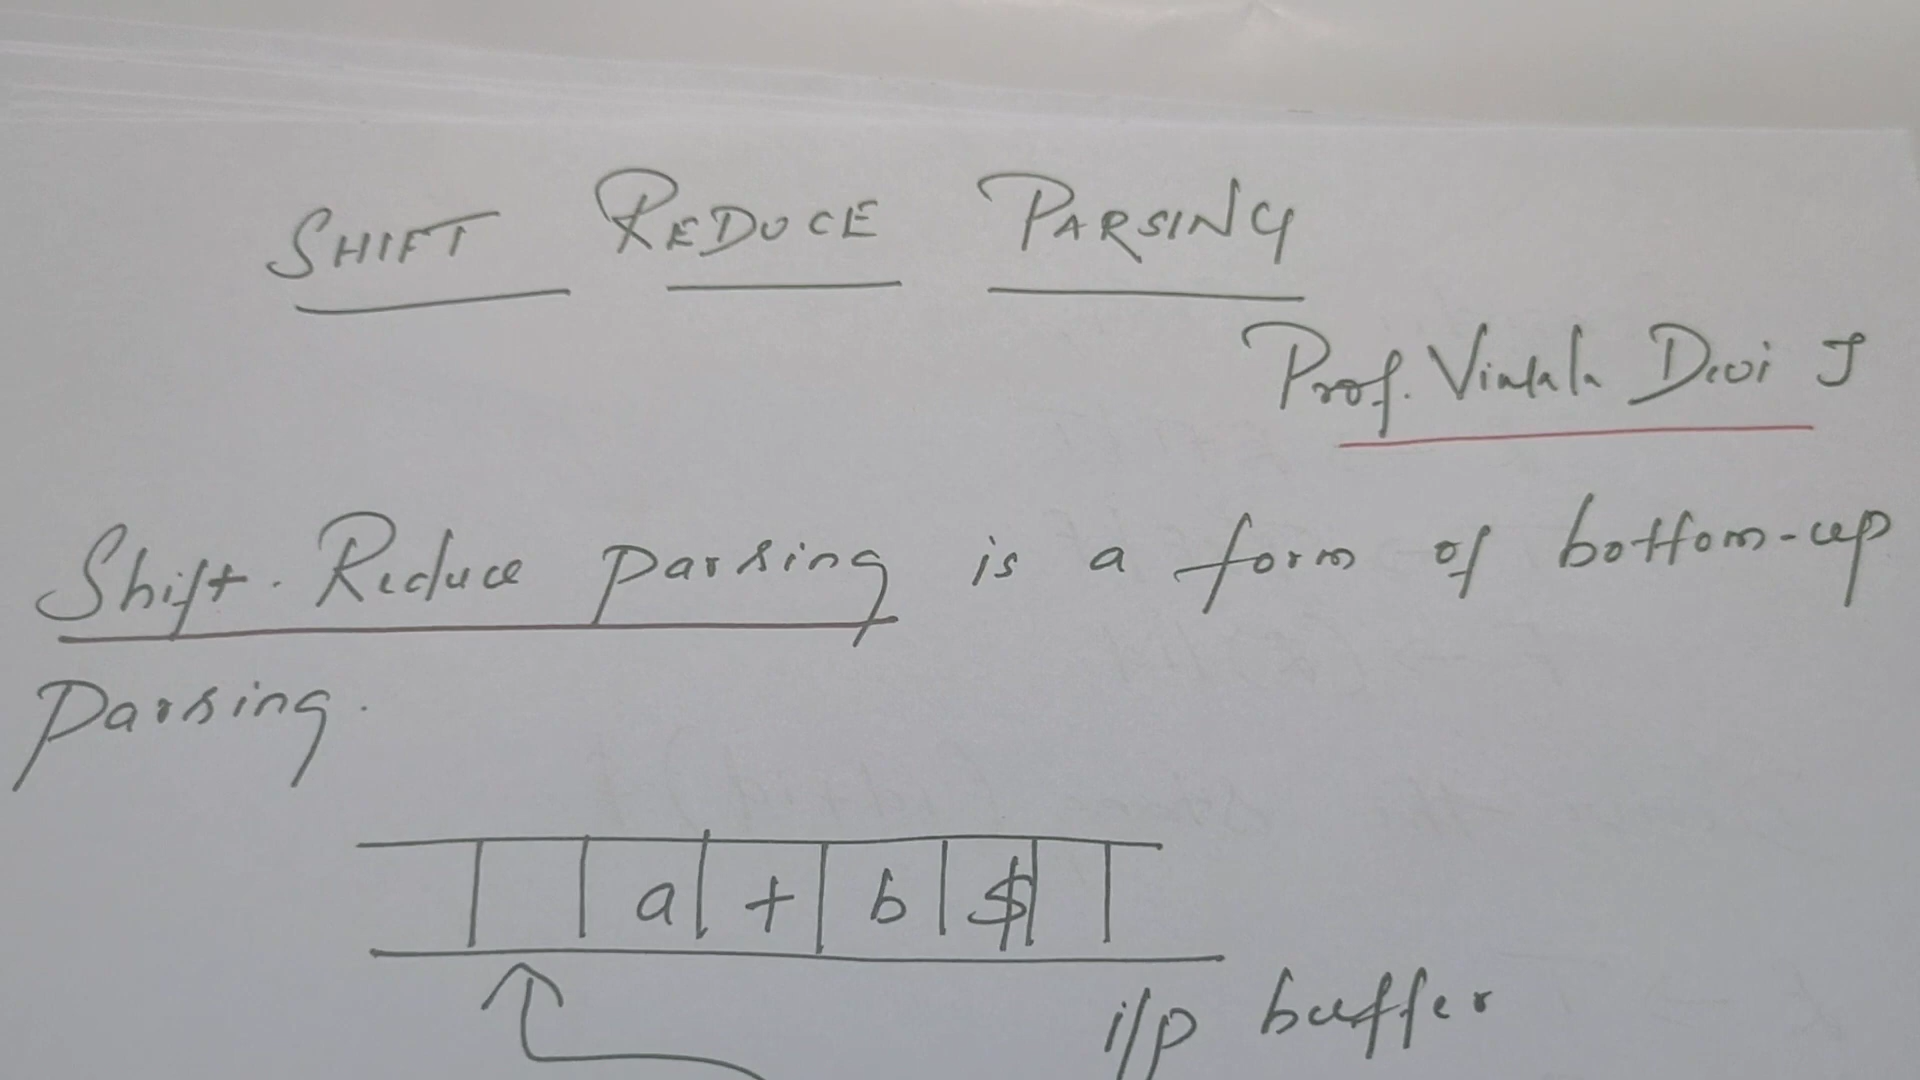 SHIFT REDUCE PARSING
Prof. Vimala Devi J
Shift-Reduce parsing is a form of bottom-up
parsing.
a + b $
i/p buffer